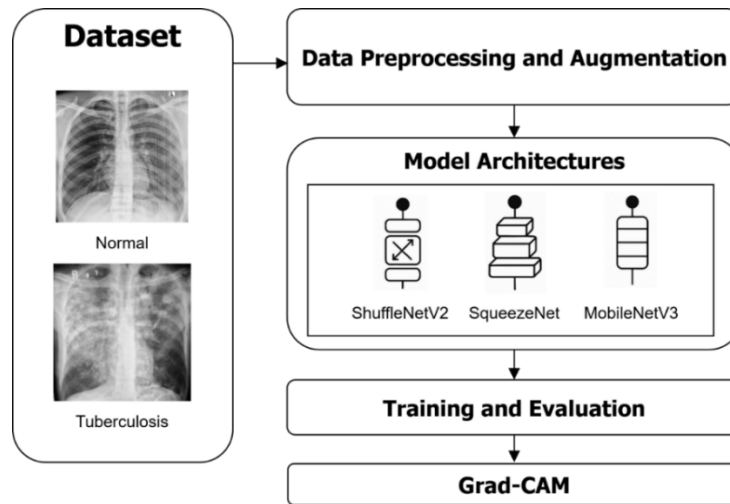 Dataset
Normal
Tuberculosis
Data Preprocessing and Augmentation
Model Architectures
ShuffleNetV2 SqueezeNet MobileNetV3
Training and Evaluation
Grad-CAM